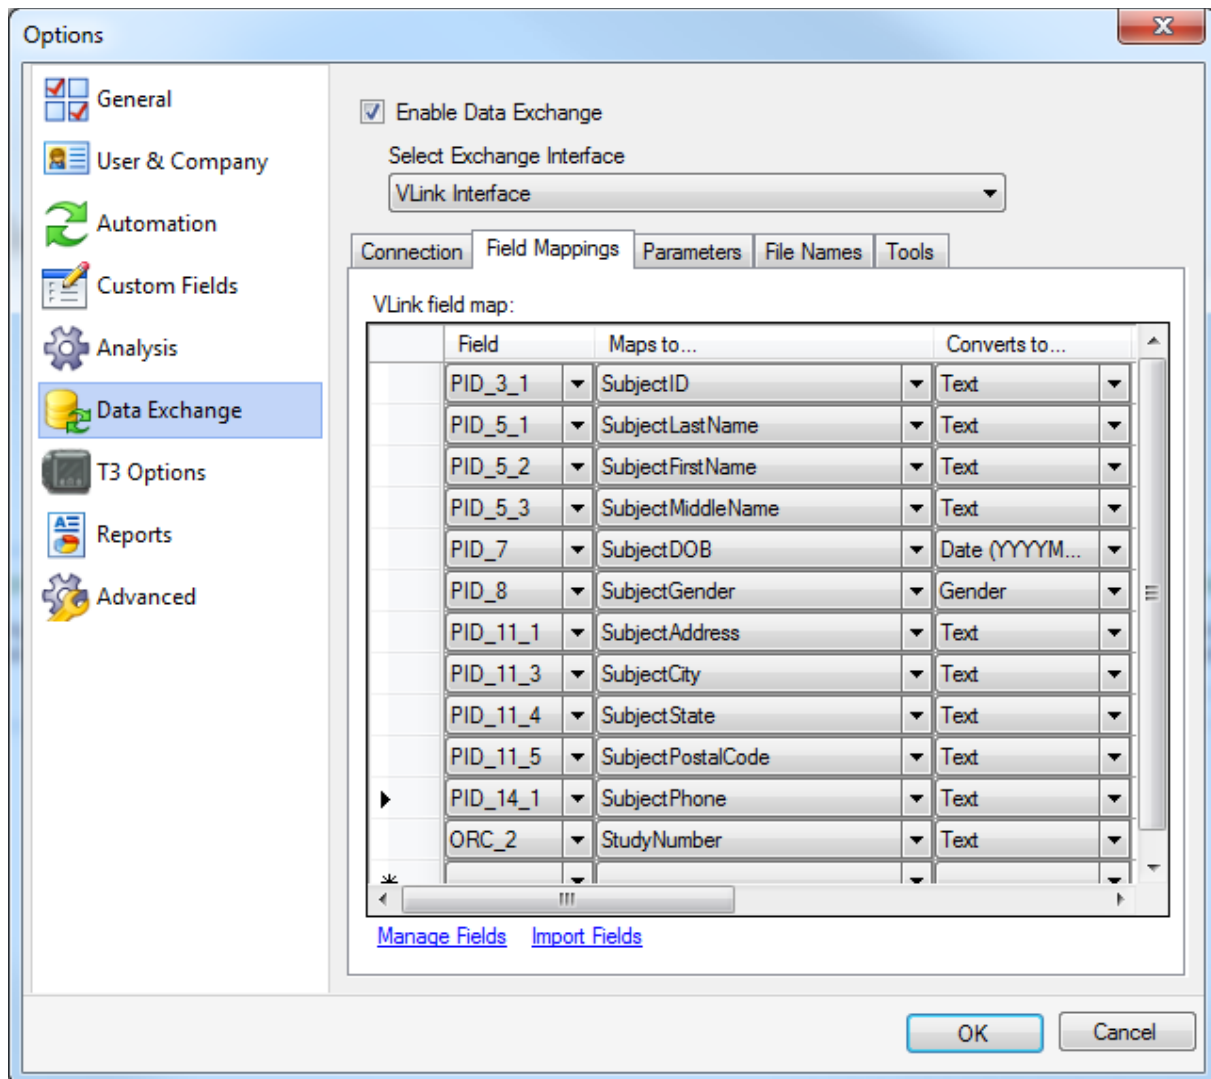 Options
General
User & Company
Automation
Custom Fields
Analysis
Data Exchange
T3 Options
Reports
Advanced
Enable Data Exchange
Select Exchange Interface
VLink Interface
Connection Field Mappings Parameters File Names Tools
VLink field map:
Field Maps to... Converts to...
PID_3_1 SubjectID Text
PID_5_1 SubjectLastName Text
PID_5_2 SubjectFirstName Text
PID_5_3 SubjectMiddleName Text
PID_7 SubjectDOB Date (YYYYM...
PID_8 SubjectGender Gender
PID_11_1 SubjectAddress Text
PID_11_3 SubjectCity Text
PID_11_4 SubjectState Text
PID_11_5 SubjectPostalCode Text
PID_14_1 SubjectPhone Text
ORC_2 StudyNumber Text
Manage Fields Import Fields
OK Cancel